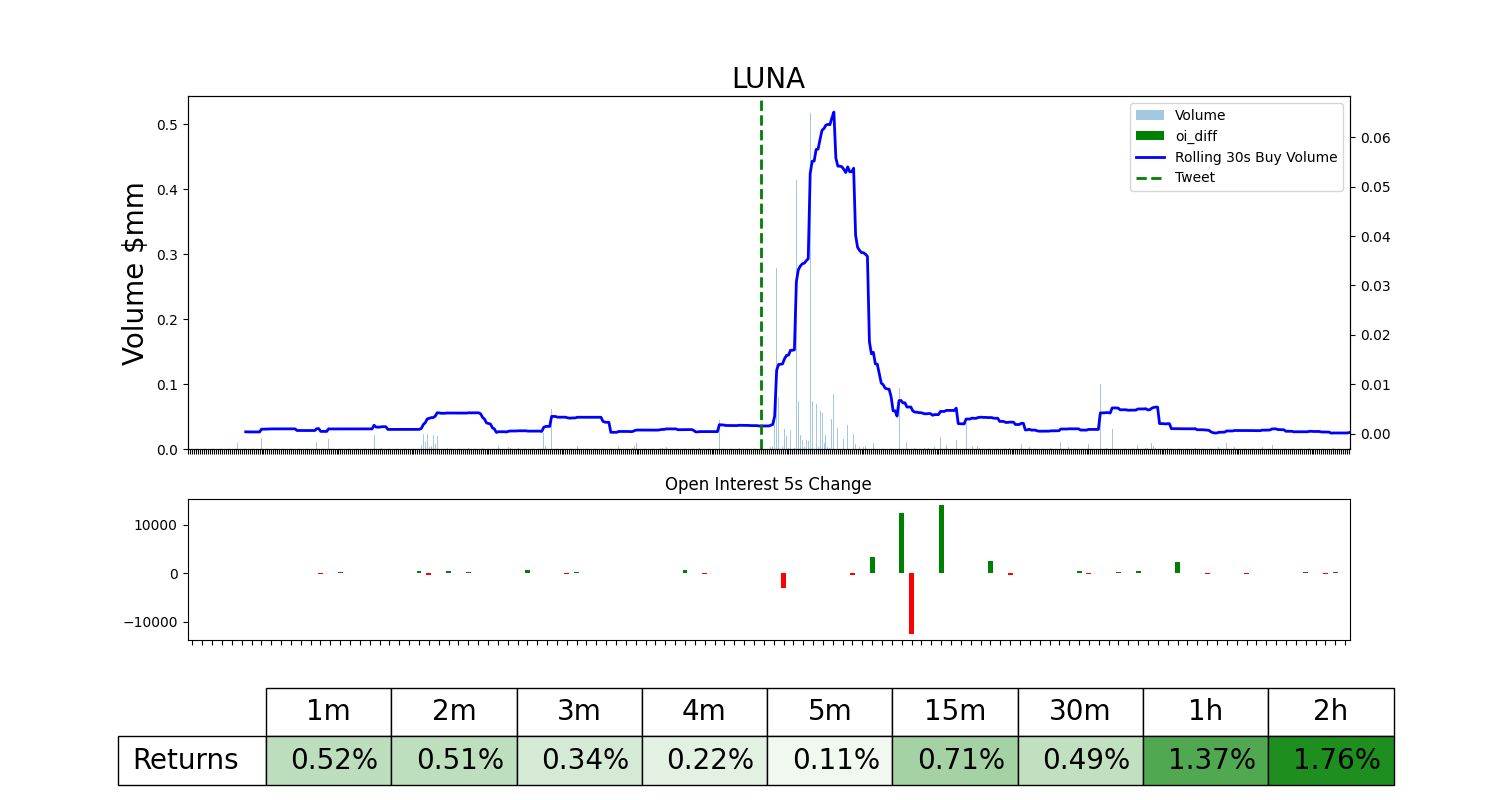 LUNA
Volume $mm
0.5
0.4
0.3
0.2
0.1
0.0
0.06
0.05
0.04
0.03
0.02
0.01
0.00
Volume
oi_diff
Rolling 30s Buy Volume
Tweet
Open Interest 5s Change
10000
0
−10000
1m 2m 3m 4m 5m 15m 30m 1h 2h
Returns 0.52% 0.51% 0.34% 0.22% 0.11% 0.71% 0.49% 1.37% 1.76%